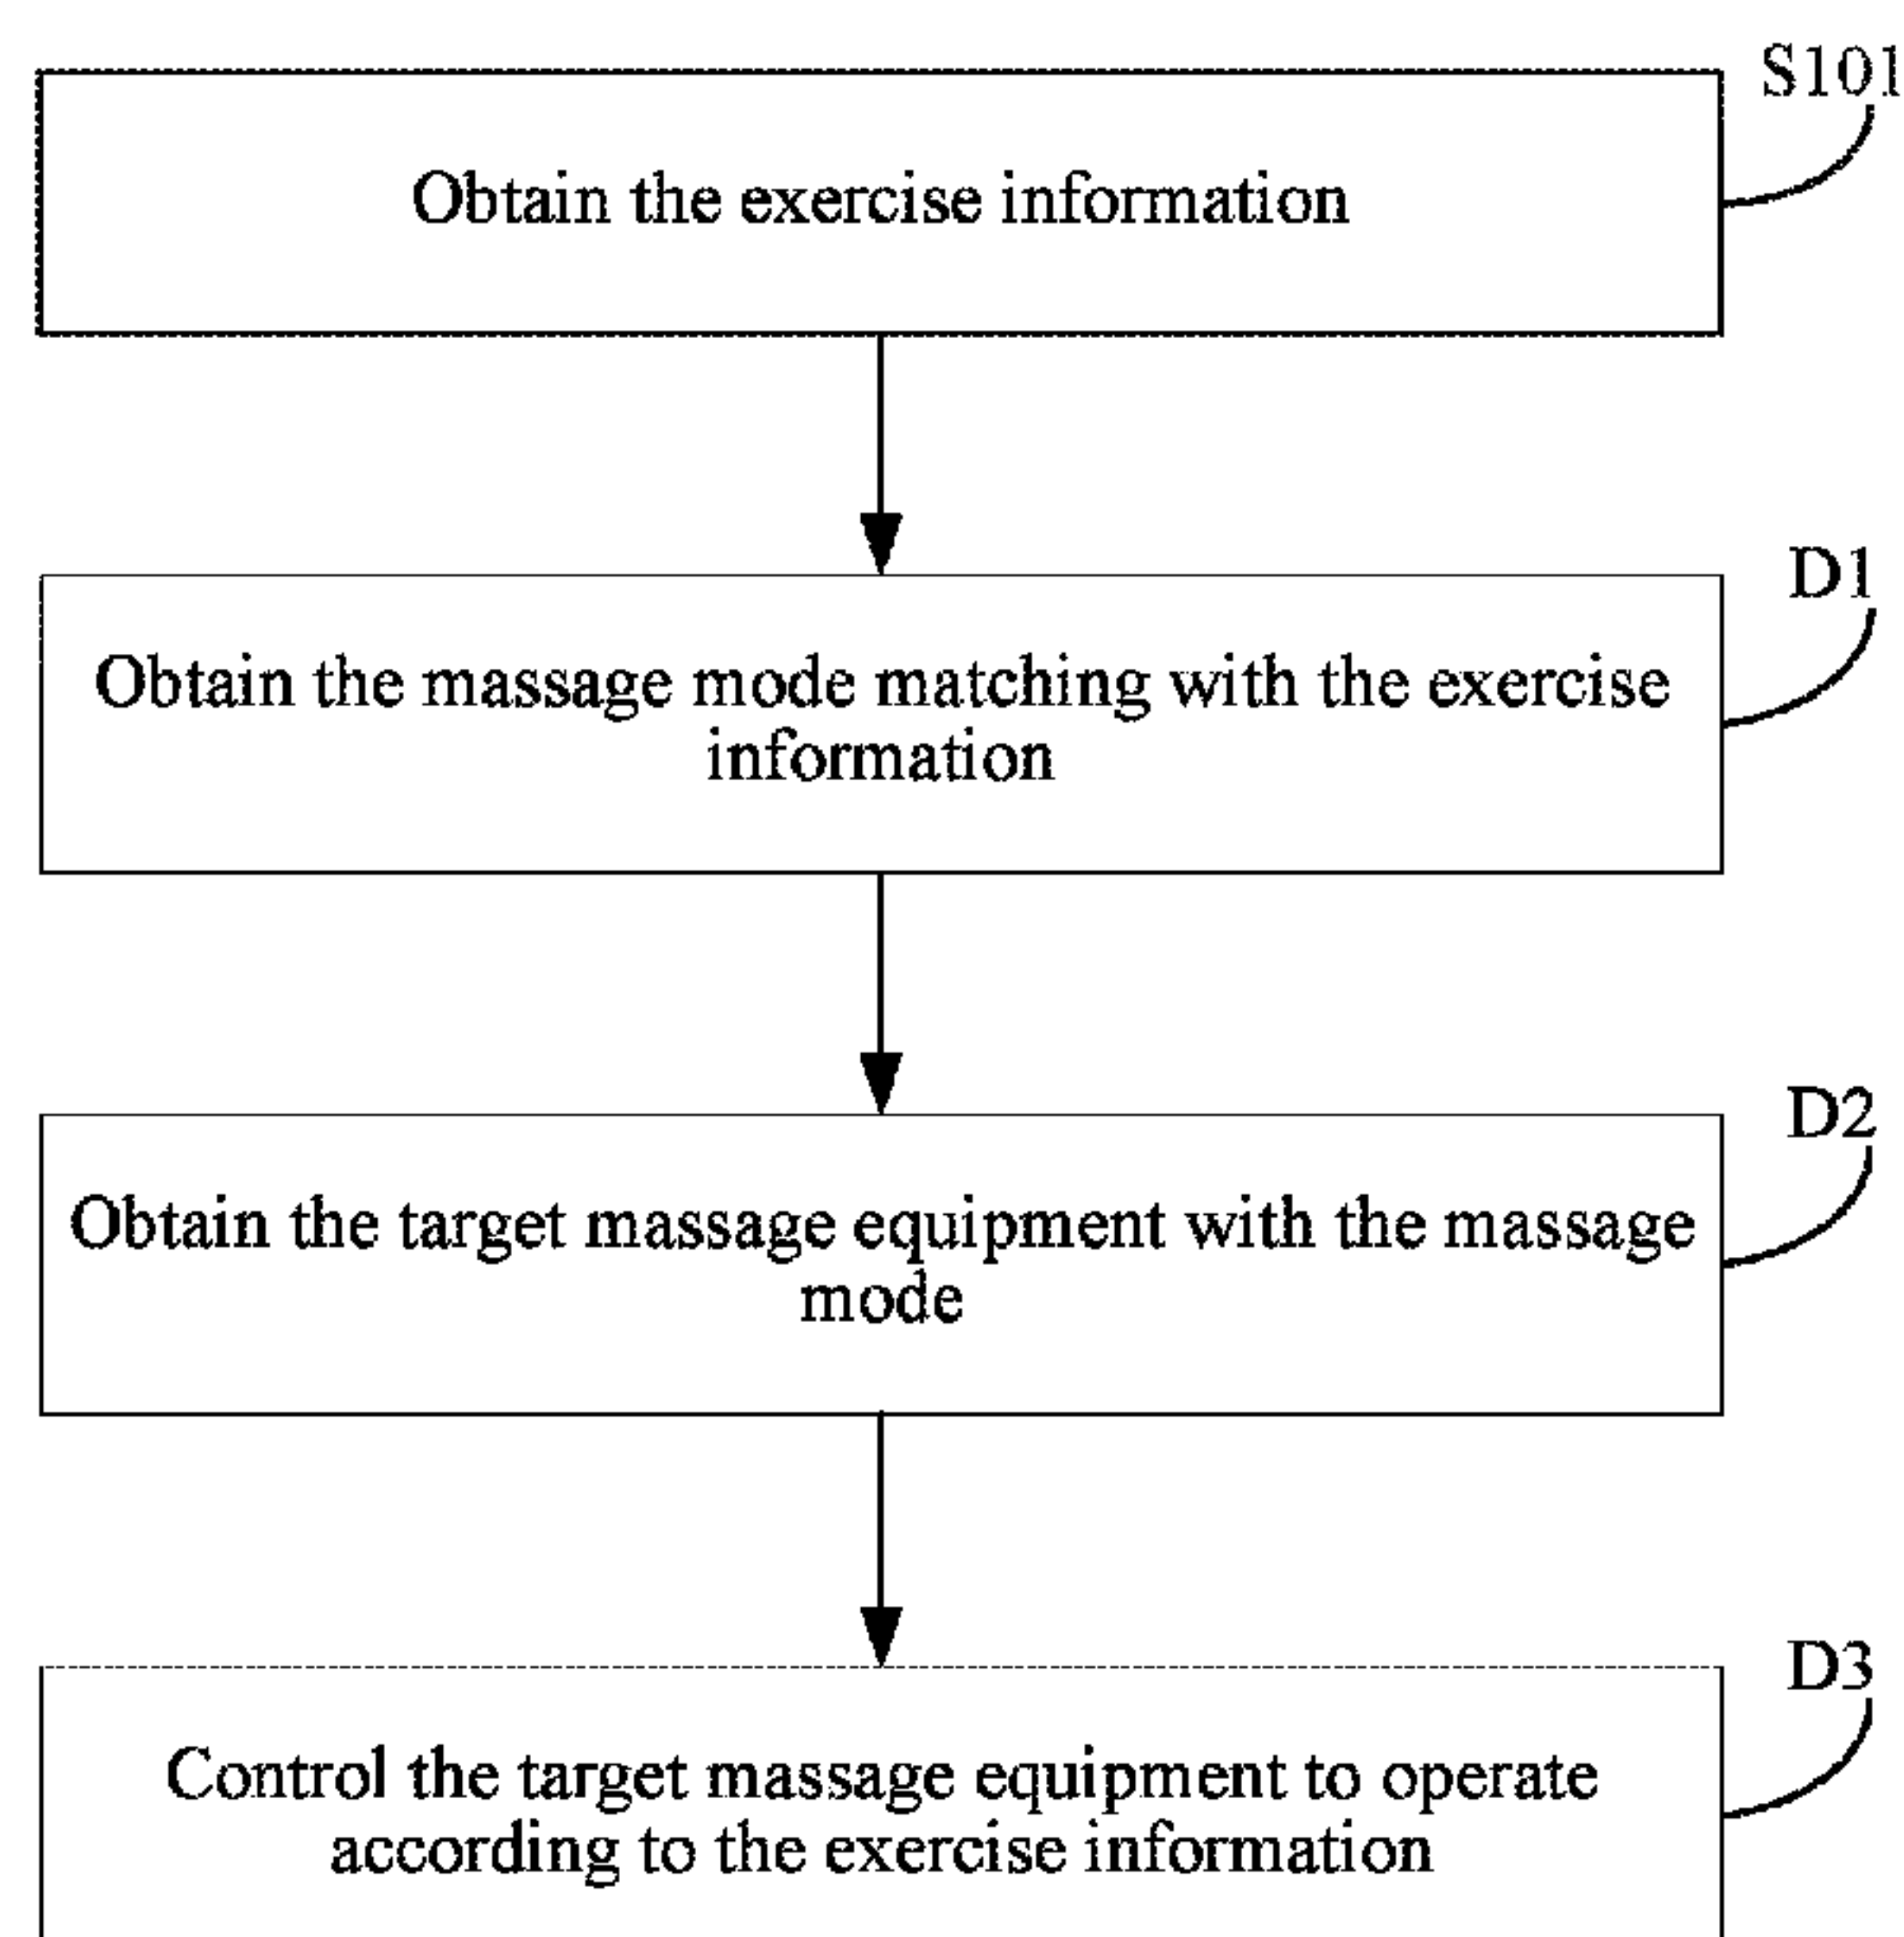 S101
Obtain the exercise information
D1
Obtain the massage mode matching with the exercise
information
D2
Obtain the target massage equipment with the massage
mode
D3
Control the target massage equipment to operate
according to the exercise information